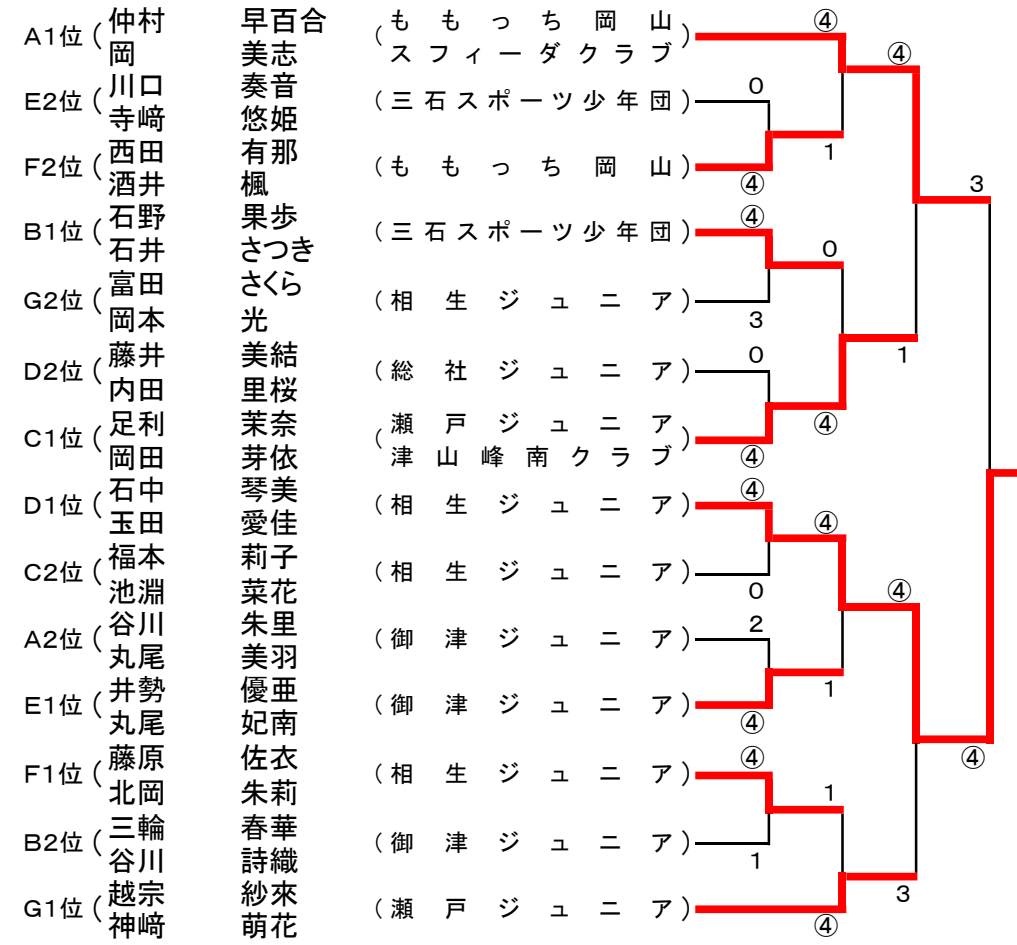 仲村 早百合 ももっち岡山 ④
A1位 ( ( ) ④
岡 美志 スフィーダクラブ
川口 奏音 0
E2位 ( (三石スポーツ少年団)
寺﨑 悠姫 1
西田 有那 3
F2位 ( (ももっち岡山)
酒井 楓 ④
石野 果歩 ④
B1位 ( (三石スポーツ少年団)
石井 さつき 0
富田 さくら
G2位 ( (相生ジュニア)
岡本 光 3
藤井 美結 0 1
D2位 ( (総社ジュニア)
内田 里桜
足利 茉奈 瀬戸ジュニア ④
C1位 ( ( )
岡田 芽依 津山峰南クラブ ④
石中 琴美 ④
D1位 ( (相生ジュニア)
玉田 愛佳 ④
福本 莉子
C2位 ( (相生ジュニア)
池淵 菜花 0 ④
谷川 朱里 2
A2位 ( (御津ジュニア)
丸尾 美羽
井勢 優亜 1
E1位 ( (御津ジュニア)
丸尾 妃南 ④
藤原 佐衣 ④ ④
F1位 ( (相生ジュニア)
北岡 朱莉 1
三輪 春華
B2位 ( (御津ジュニア)
谷川 詩織 1
越宗 紗來 3
G1位 ( (瀬戸ジュニア)
神﨑 萌花 ④